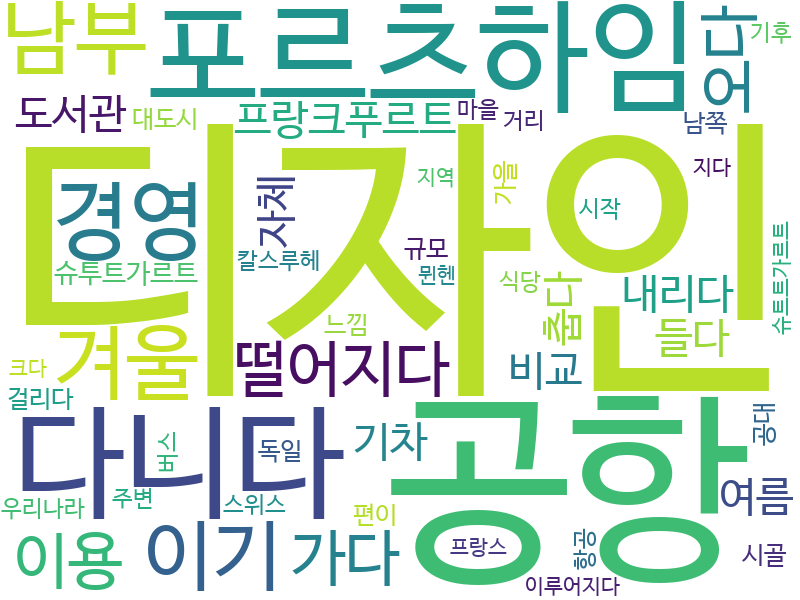 남부
포르츠하임
오다
기후
도서관
대도시
프랑크푸르트
마을
거리
남쪽
디자인
경영
자체
지역
가을
지다
시작
슈투트가르트
칼스루헤
규모
뮌헨
식당
춥다
내리다
슈트트가르트
느낌
들다
겨울
떨어지다
비교
크다
걸리다
다니다
버스
독일
기차
공항
공대
여름
우리나라
주변
스위스
편이
이용
이기
가다
프랑스
항공
시골
이루어지다